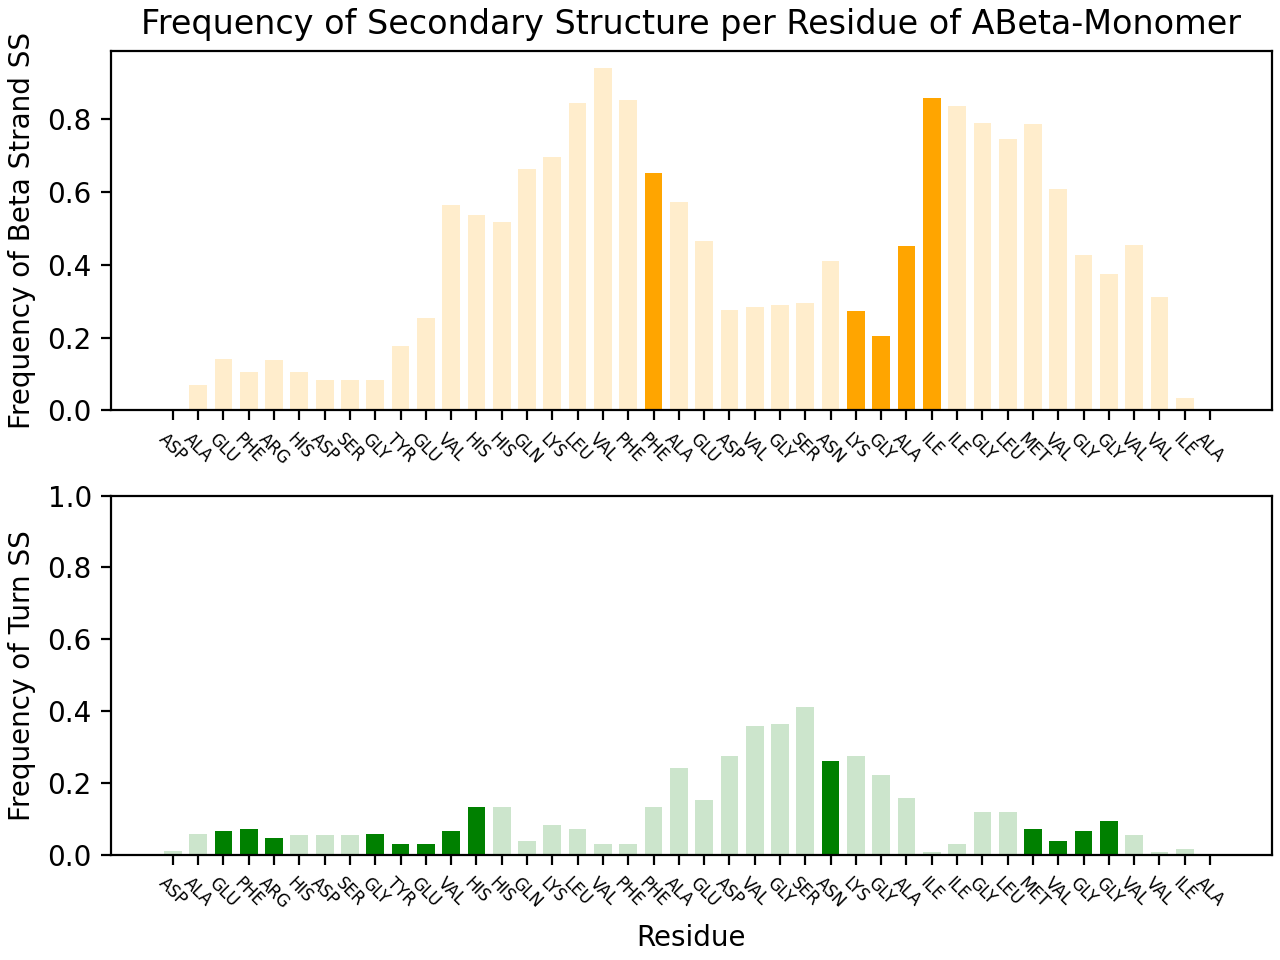 Frequency of Secondary Structure per Residue of ABeta-Monomer
Frequency of Beta Strand SS
0.8
0.6
0.4
0.2
0.0
ASP ALA GLU PHE ARG HIS ASP SER GLY TYR GLU VAL HIS HIS GLN LYS LEU VAL PHE PHE ALA GLU ASP VAL GLY SER ASN LYS GLY ALA ILE ILE GLY LEU MET VAL GLY GLY VAL VAL ILE ALA
Frequency of Turn SS
1.0
0.8
0.6
0.4
0.2
0.0
ASP ALA GLU PHE ARG HIS ASP SER GLY TYR GLU VAL HIS HIS GLN LYS LEU VAL PHE PHE ALA GLU ASP VAL GLY SER ASN LYS GLY ALA ILE ILE GLY LEU MET VAL GLY GLY VAL VAL ILE ALA
Residue